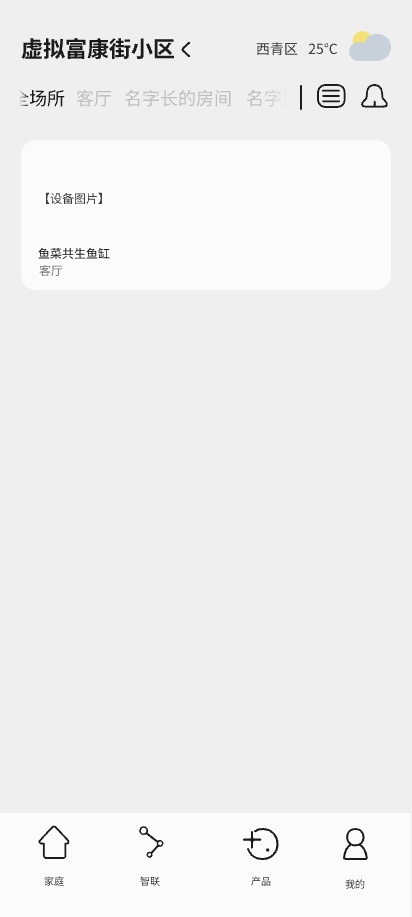 虚拟富康街小区 西青区 25℃
全场所 客厅 名字长的房间 名字
【设备图片】
鱼菜共生鱼缸
客厅
家庭 智联 产品 我的